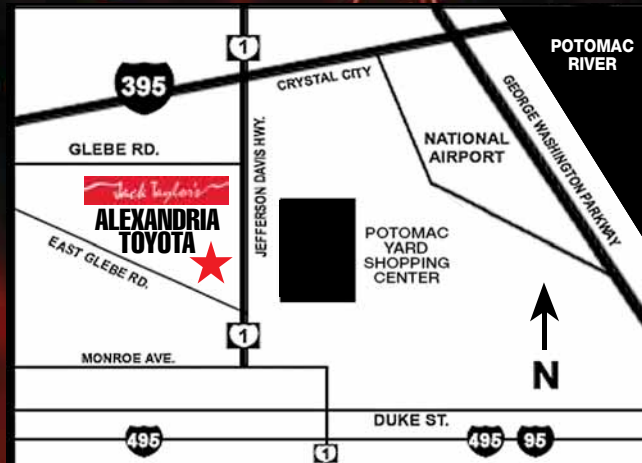 1
POTOMAC
RIVER
395
CRYSTAL CITY
GEORGE WASHINGTON PARKWAY
GLEBE RD.
JEFFERSON DAVIS HWY.
NATIONAL
AIRPORT
Jack Taylor's
ALEXANDRIA
TOYOTA
EAST GLEBE RD.
POTOMAC
YARD
SHOPPING
CENTER
1
MONROE AVE.
N
DUKE ST.
495
1
495
95